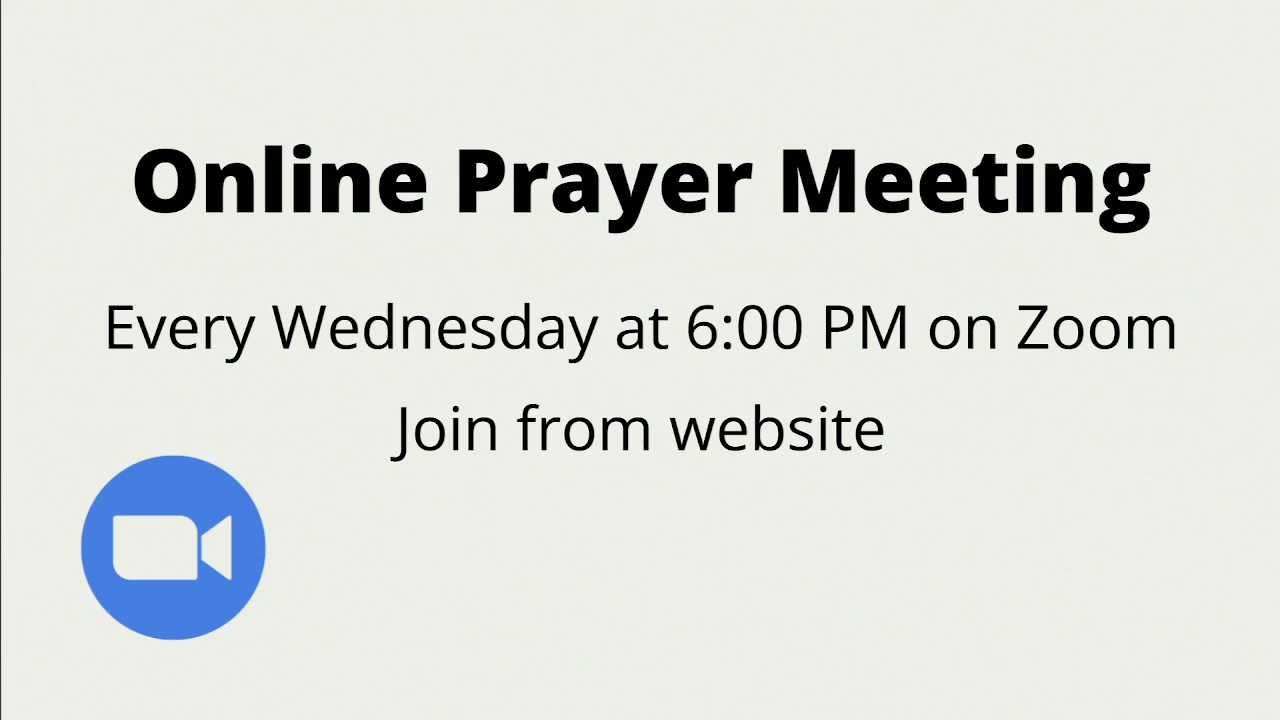 Online Prayer Meeting
Every Wednesday at 6:00 PM on Zoom
Join from website